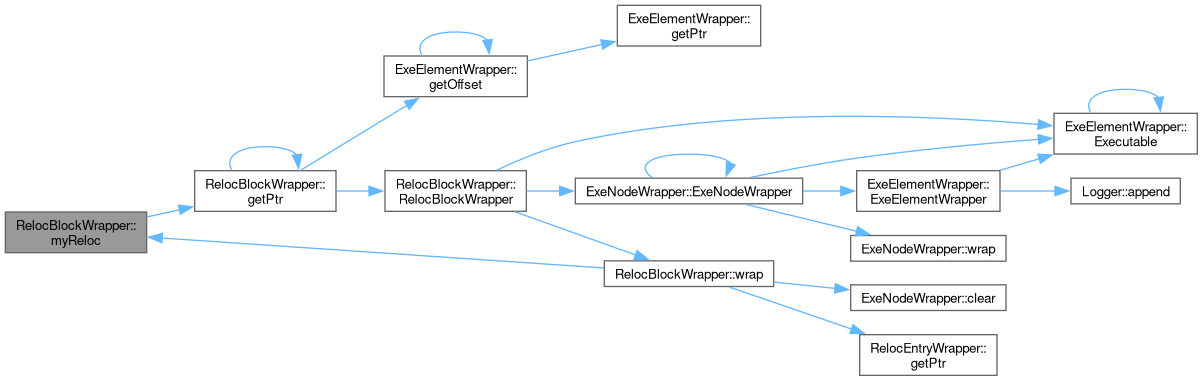 RelocBlockWrapper::
myReloc
RelocBlockWrapper::
getPtr
ExeElementWrapper::
getOffset
ExeElementWrapper::
getPtr
RelocBlockWrapper::
RelocBlockWrapper
ExeNodeWrapper::ExeNodeWrapper
ExeElementWrapper::
Executable
ExeElementWrapper::
ExeElementWrapper
Logger::append
ExeNodeWrapper::wrap
RelocBlockWrapper::wrap
ExeNodeWrapper::clear
RelocEntryWrapper::
getPtr